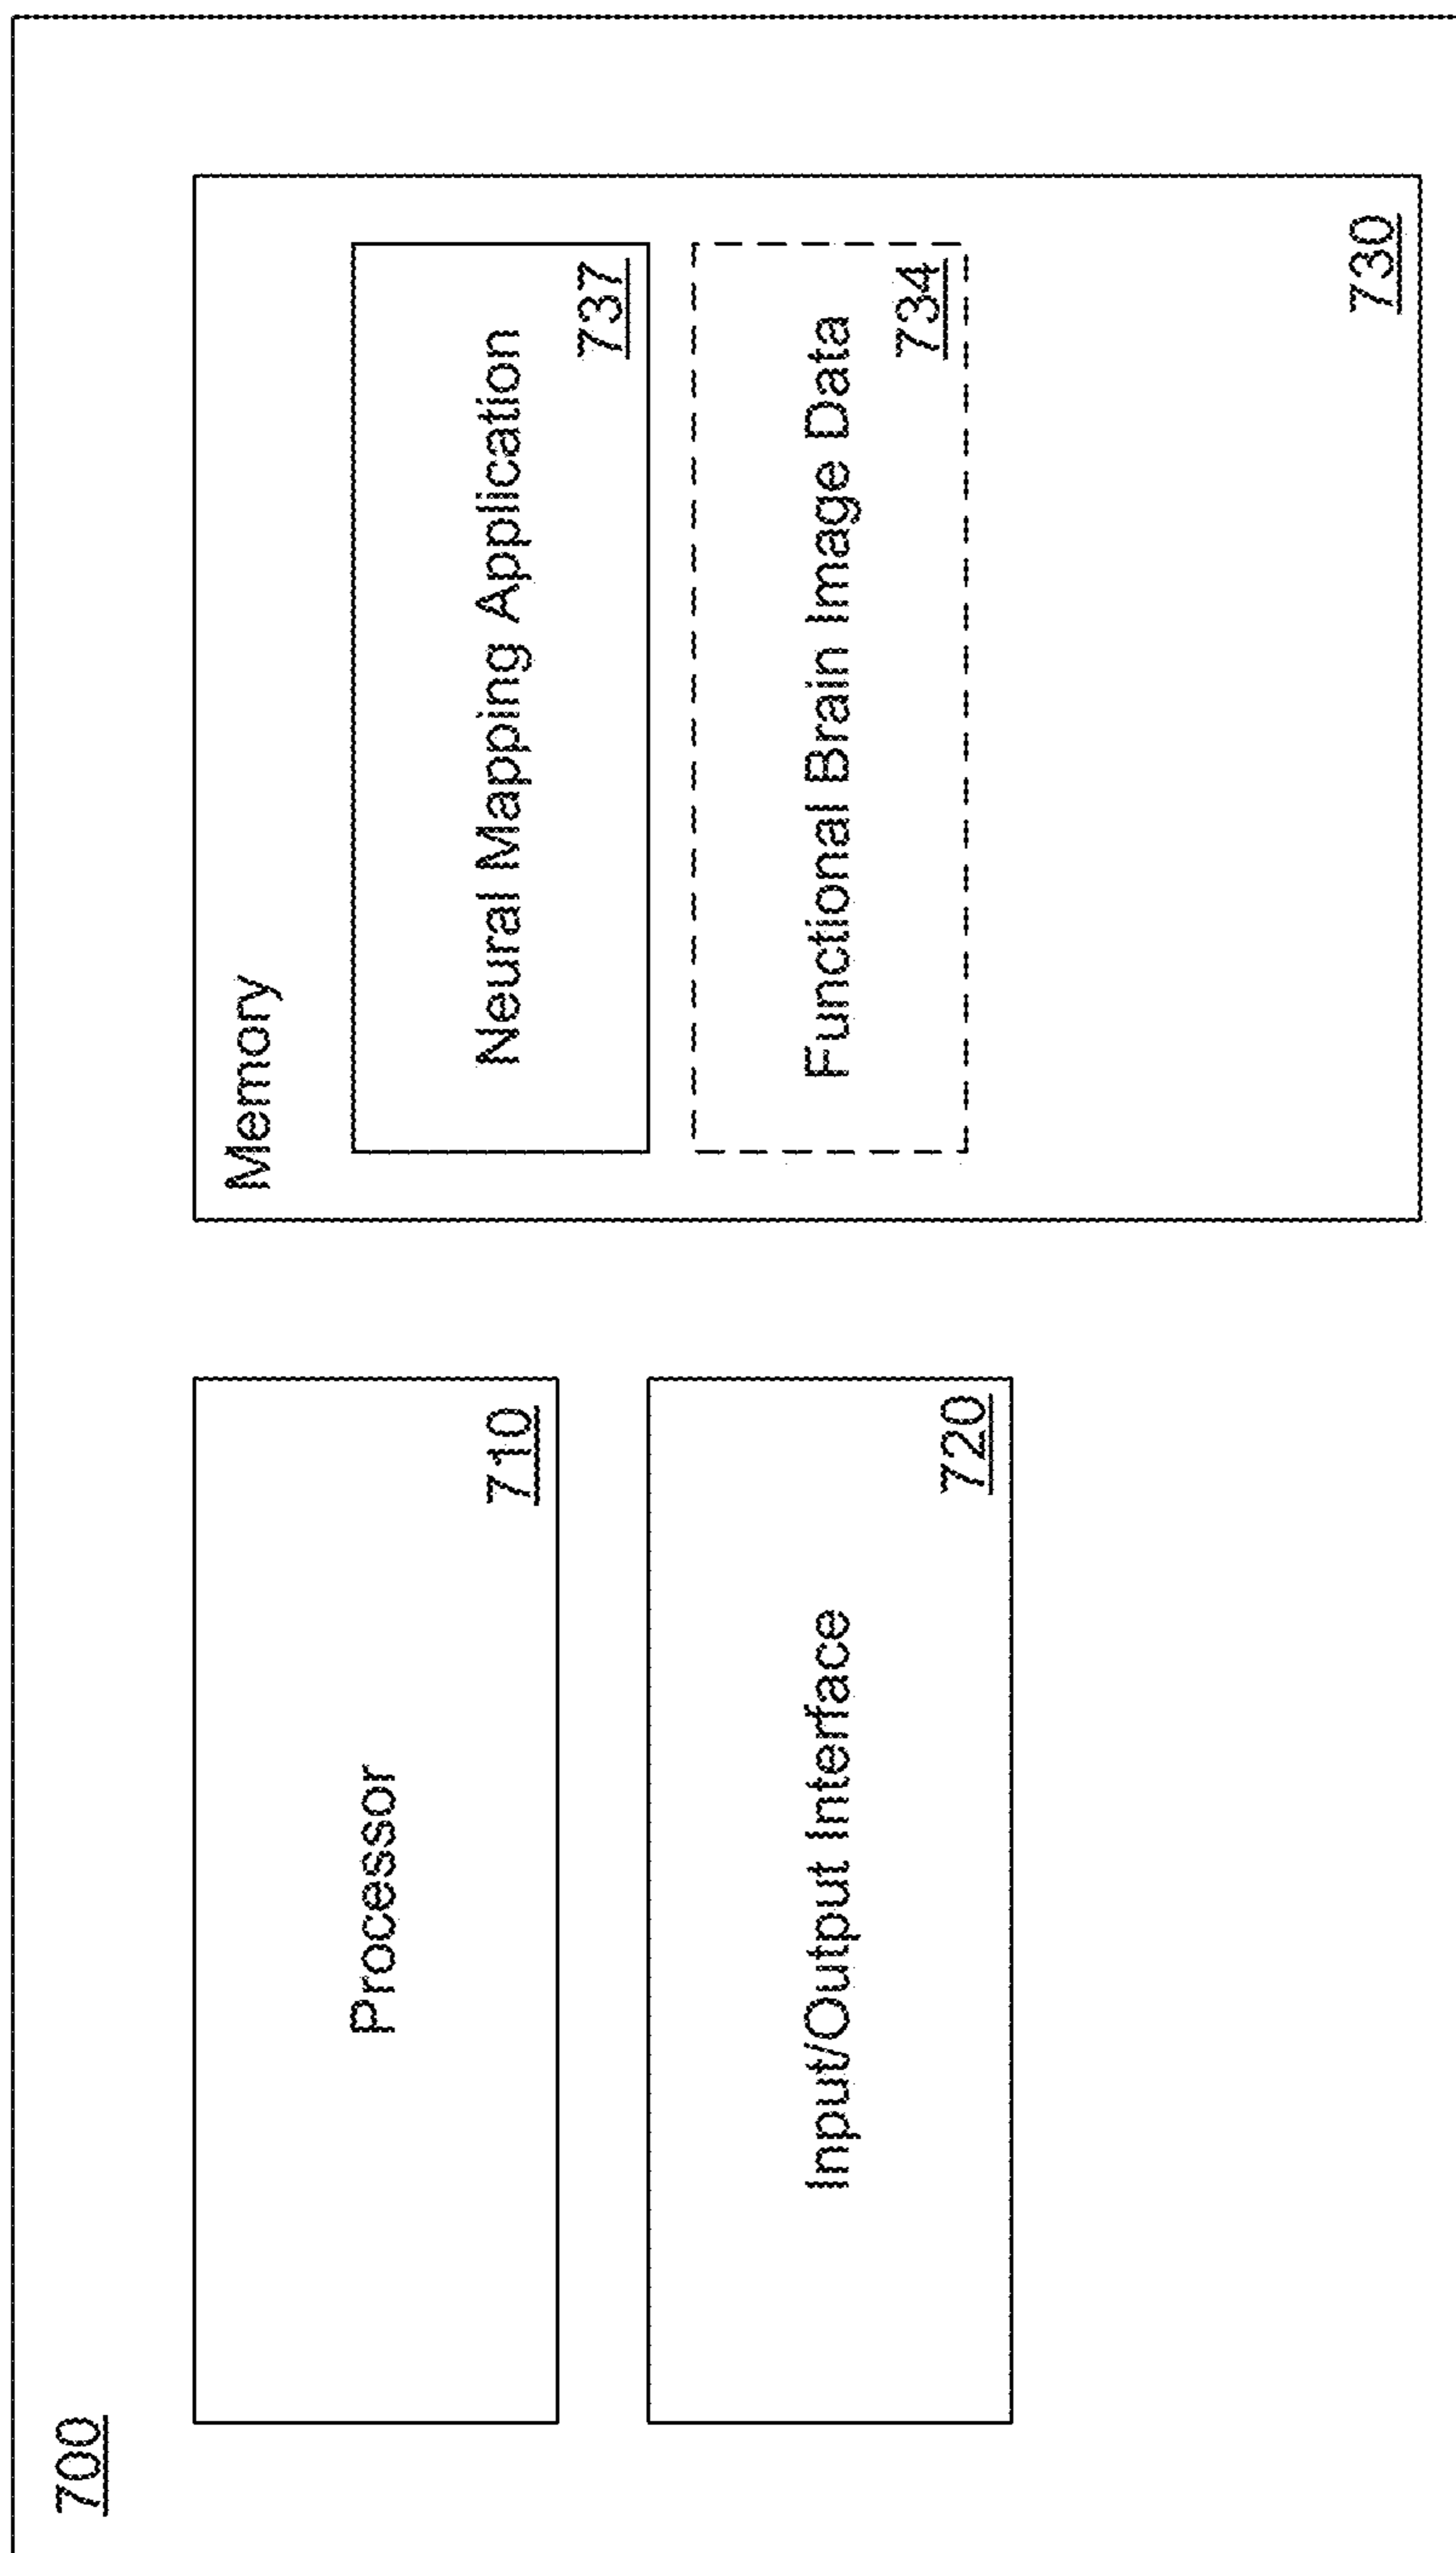 700
Processor
710
Input/Output Interface
720
Memory
Neural Mapping Application
737
Functional Brain Image Data
734
730